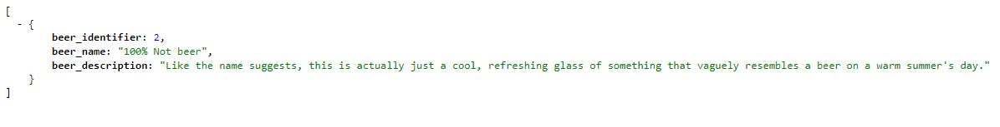 [
- {
beer_identifier: 2,
beer_name: "100% Not beer",
beer_description: "Like the name suggests, this is actually just a cool, refreshing glass of something that vaguely resembles a beer on a warm summer's day."
}
]